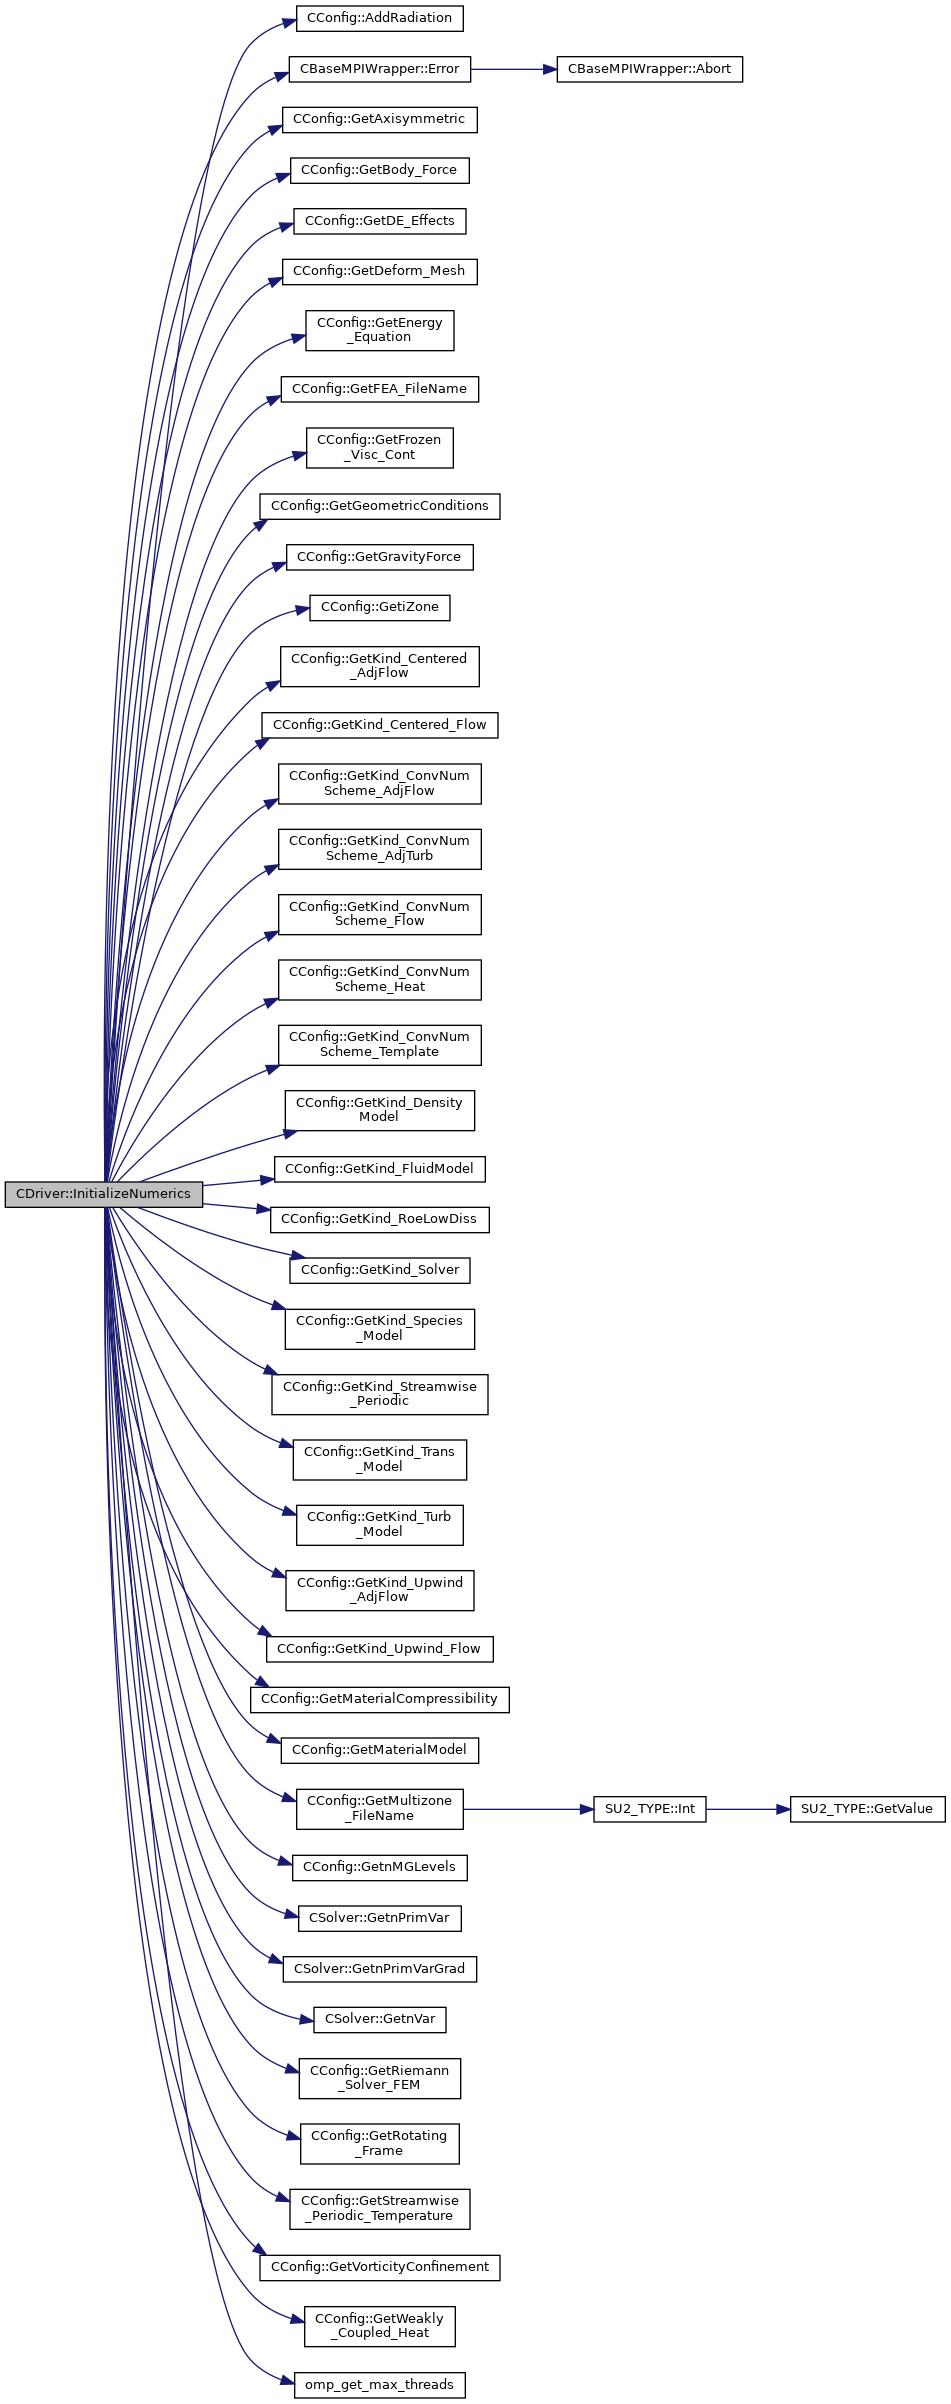 CConfig::AddRadiation
CBaseMPIWrapper::Error
CBaseMPIWrapper::Abort
CConfig::GetAxisymmetric
CConfig::GetBody_Force
CConfig::GetDE_Effects
CConfig::GetDeform_Mesh
CConfig::GetEnergy
_Equation
CConfig::GetFEA_FileName
CConfig::GetFrozen
_Visc_Cont
CConfig::GetGeometricConditions
CConfig::GetGravityForce
CConfig::GetiZone
CConfig::GetKind_Centered
_AdjFlow
CConfig::GetKind_Centered_Flow
CConfig::GetKind_ConvNum
Scheme_AdjFlow
CConfig::GetKind_ConvNum
Scheme_AdjTurb
CConfig::GetKind_ConvNum
Scheme_Flow
CConfig::GetKind_ConvNum
Scheme_Heat
CConfig::GetKind_ConvNum
Scheme_Template
CConfig::GetKind_Density
Model
CConfig::GetKind_FluidModel
CDriver::InitializeNumerics
CConfig::GetKind_RoeLowDiss
CConfig::GetKind_Solver
CConfig::GetKind_Species
_Model
CConfig::GetKind_Streamwise
_Periodic
CConfig::GetKind_Trans
_Model
CConfig::GetKind_Turb
_Model
CConfig::GetKind_Upwind
_AdjFlow
CConfig::GetKind_Upwind_Flow
CConfig::GetMaterialCompressibility
CConfig::GetMaterialModel
CConfig::GetMultizone
_FileName
SU2_TYPE::Int
SU2_TYPE::GetValue
CConfig::GetnMGLevels
CSolver::GetnPrimVar
CSolver::GetnPrimVarGrad
CSolver::GetnVar
CConfig::GetRiemann
_Solver_FEM
CConfig::GetRotating
_Frame
CConfig::GetStreamwise
_Periodic_Temperature
CConfig::GetVorticityConfinement
CConfig::GetWeakly
_Coupled_Heat
omp_get_max_threads